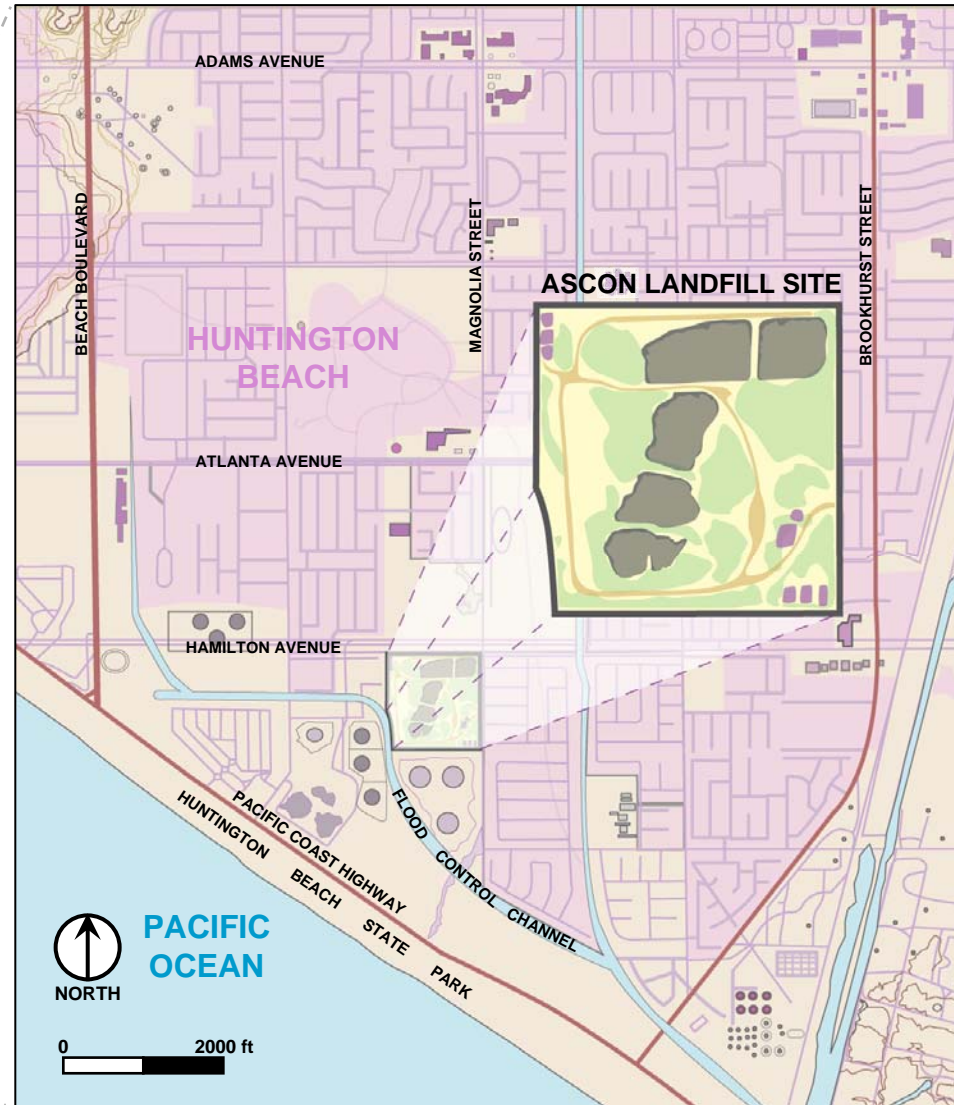 ADAMS AVENUE
BEACH BOULEVARD
MAGNOLIA STREET
BROOKHURST STREET
ASCON LANDFILL SITE
HUNTINGTON
BEACH
ATLANTA AVENUE
HAMILTON AVENUE
PACIFIC COAST HIGHWAY
HUNTINGTON BEACH STATE PARK
FLOOD CONTROL CHANNEL
PACIFIC
OCEAN
NORTH
0 2000 ft